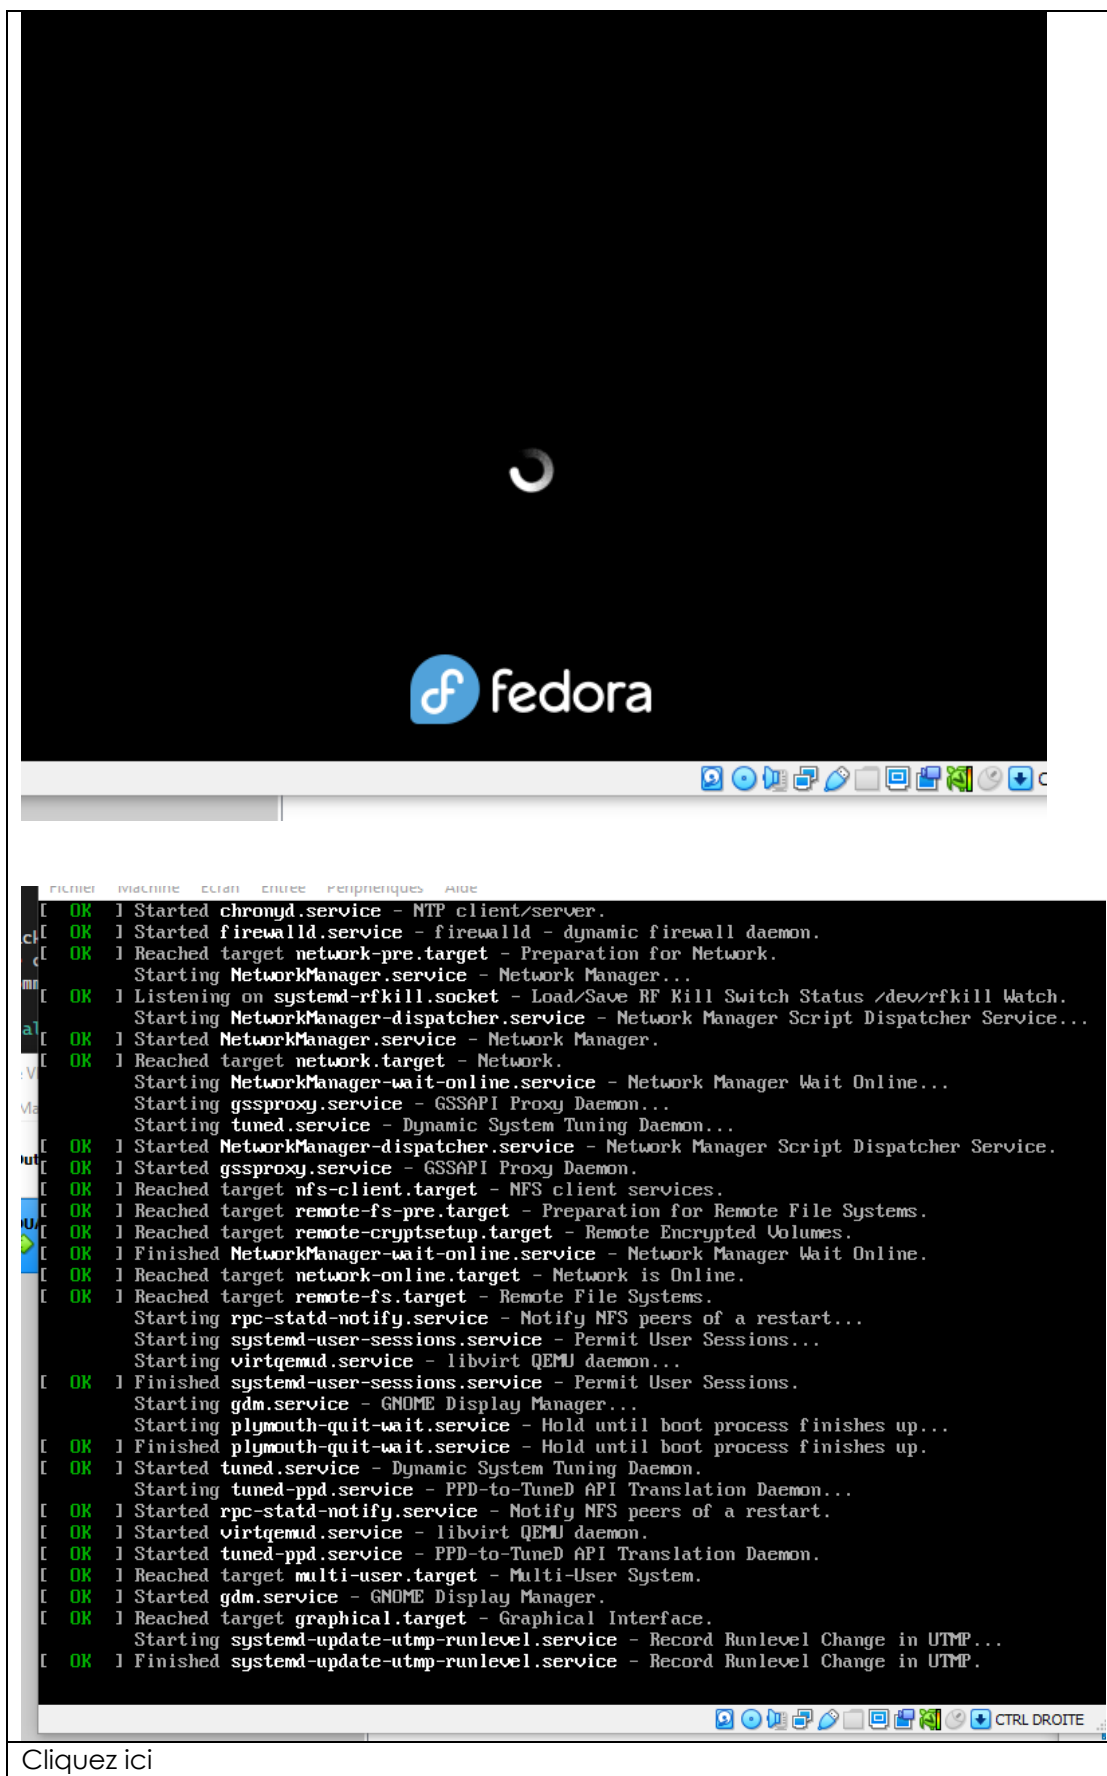 fedora
C
Fichier Machine Ecran Entrée Périphériques Aide
[ OK ] Started chronyd.service - NTP client/server.
[ OK ] Started firewalld.service - firewalld - dynamic firewall daemon.
[ OK ] Reached target network-pre.target - Preparation for Network.
Starting NetworkManager.service - Network Manager...
[ OK ] Listening on systemd-rfkill.socket - Load/Save RF Kill Switch Status /dev/rfkill Watch.
Starting NetworkManager-dispatcher.service - Network Manager Script Dispatcher Service...
[ OK ] Started NetworkManager.service - Network Manager.
[ OK ] Reached target network.target - Network.
Starting NetworkManager-wait-online.service - Network Manager Wait Online...
Starting gssproxy.service - GSSAPI Proxy Daemon...
Starting tuned.service - Dynamic System Tuning Daemon...
[ OK ] Started NetworkManager-dispatcher.service - Network Manager Script Dispatcher Service.
[ OK ] Started gssproxy.service - GSSAPI Proxy Daemon.
[ OK ] Reached target nfs-client.target - NFS client services.
[ OK ] Reached target remote-fs-pre.target - Preparation for Remote File Systems.
[ OK ] Reached target remote-cryptsetup.target - Remote Encrypted Volumes.
[ OK ] Finished NetworkManager-wait-online.service - Network Manager Wait Online.
[ OK ] Reached target network-online.target - Network is Online.
[ OK ] Reached target remote-fs.target - Remote File Systems.
Starting rpc-statd-notify.service - Notify NFS peers of a restart...
Starting systemd-user-sessions.service - Permit User Sessions...
Starting virtqemud.service - libvirt QEMU daemon...
[ OK ] Finished systemd-user-sessions.service - Permit User Sessions.
Starting gdm.service - GNOME Display Manager...
Starting plymouth-quit-wait.service - Hold until boot process finishes up...
[ OK ] Finished plymouth-quit-wait.service - Hold until boot process finishes up.
[ OK ] Started tuned.service - Dynamic System Tuning Daemon.
Starting tuned-ppd.service - PPD-to-TuneD API Translation Daemon...
[ OK ] Started rpc-statd-notify.service - Notify NFS peers of a restart.
[ OK ] Started virtqemud.service - libvirt QEMU daemon.
[ OK ] Started tuned-ppd.service - PPD-to-TuneD API Translation Daemon.
[ OK ] Reached target multi-user.target - Multi-User System.
[ OK ] Started gdm.service - GNOME Display Manager.
[ OK ] Reached target graphical.target - Graphical Interface.
Starting systemd-update-utmp-runlevel.service - Record Runlevel Change in UTMP...
[ OK ] Finished systemd-update-utmp-runlevel.service - Record Runlevel Change in UTMP.
CTRL DROITE
Cliquez ici